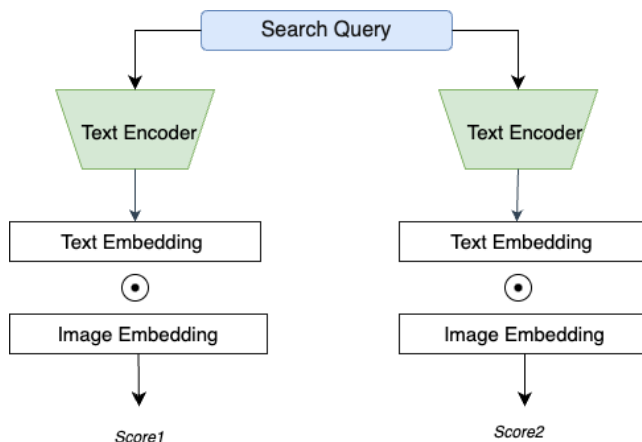 Search Query
Text Encoder
Text Encoder
Text Embedding
Text Embedding
Image Embedding
Image Embedding
Score1
Score2